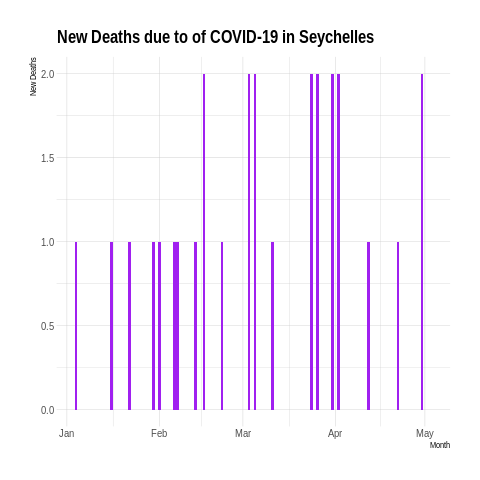 New Deaths due to of COVID-19 in Seychelles
New Deaths
2.0
1.5
1.0
0.5
0.0
Jan Feb Mar Apr May
Month